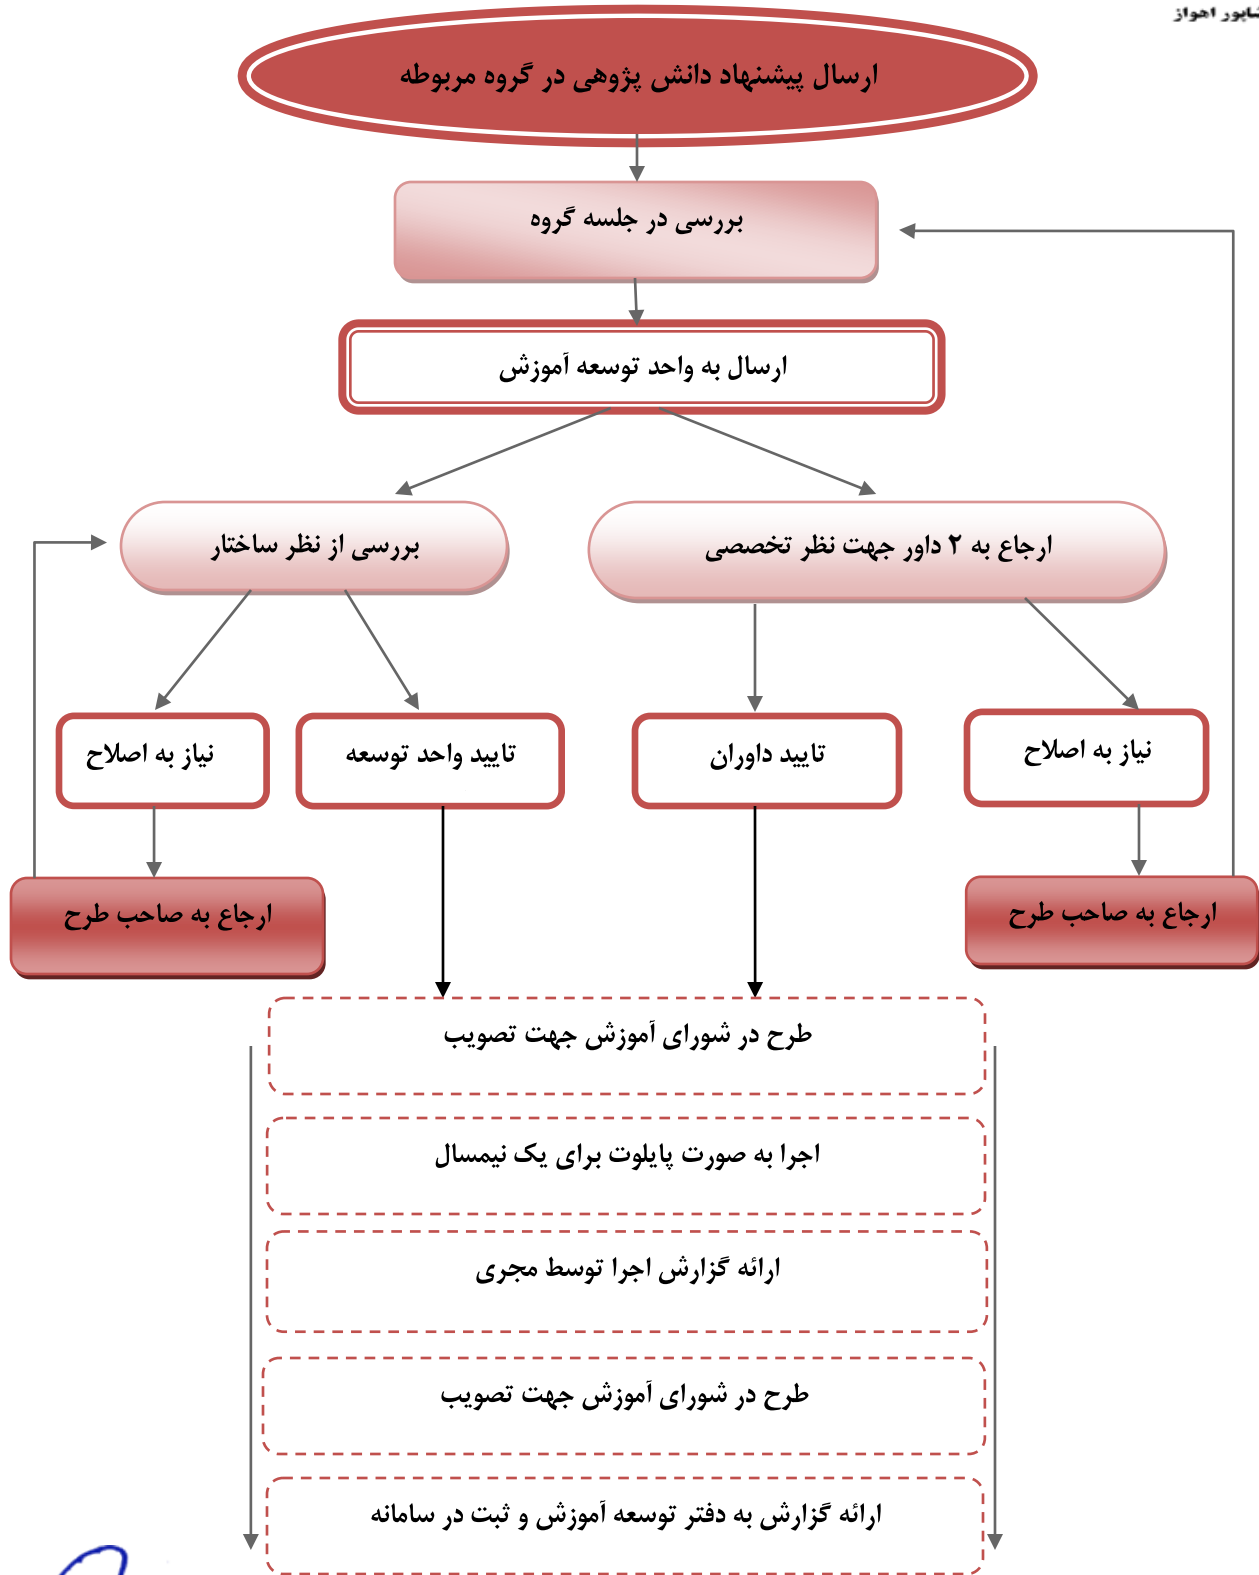 اهواز
ارسال پیشنهاد دانش پژوهی در گروه مربوطه
بررسی در جلسه گروه
ارسال به واحد توسعه آموزش
ارجاع به ۲ داور جهت نظر تخصصی
بررسی از نظر ساختار
نیاز به اصلاح
تایید داوران
تایید واحد توسعه
نیاز به اصلاح
ارجاع به صاحب طرح
ارجاع به صاحب طرح
طرح در شورای آموزش جهت تصویب
اجرا به صورت پایلوت برای یک نیمسال
ارائه گزارش اجرا توسط مجری
طرح در شورای آموزش جهت تصویب
ارائه گزارش به دفتر توسعه آموزش و ثبت در سامانه